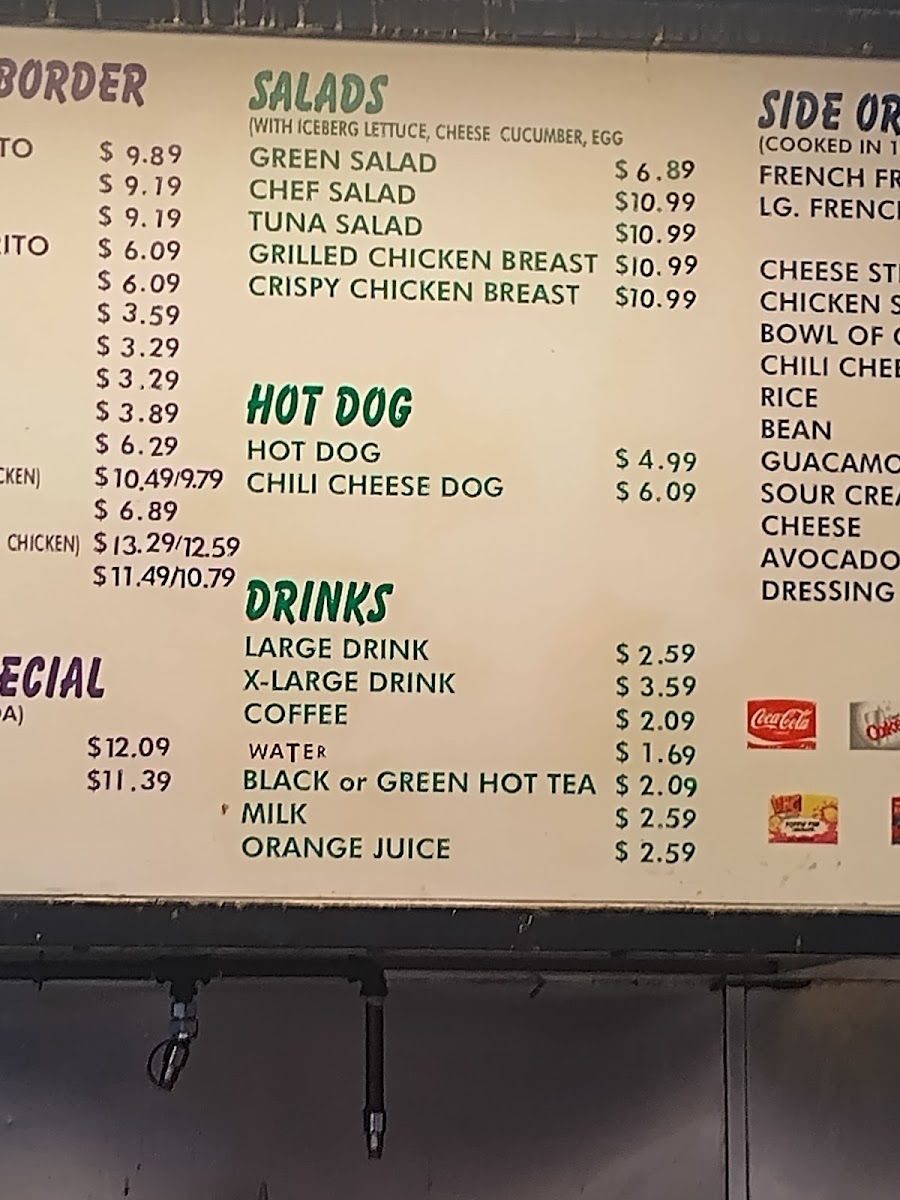 BORDER
TO $ 9.89
$ 9.19
$ 9.19
ITO $ 6.09
$ 6.09
$ 3.59
$ 3.29
$ 3.29
$ 3.89
$ 6.29
CKEN) $10.49/9.79
$ 6.89
CHICKEN) $13.29/12.59
$11.49/10.79
ECIAL
DA)
$12.09
$11.39
SALADS
(WITH ICEBERG LETTUCE, CHEESE CUCUMBER, EGG
GREEN SALAD $ 6.89
CHEF SALAD $10.99
TUNA SALAD $10.99
GRILLED CHICKEN BREAST $10.99
CRISPY CHICKEN BREAST $10.99
HOT DOG
HOT DOG $ 4.99
CHILI CHEESE DOG $ 6.09
DRINKS
LARGE DRINK $ 2.59
X-LARGE DRINK $ 3.59
COFFEE $ 2.09
WATER $ 1.69
BLACK or GREEN HOT TEA $ 2.09
MILK $ 2.59
ORANGE JUICE $ 2.59
SIDE OR
(COOKED IN 1
FRENCH FR
LG. FRENC
CHEESE ST
CHICKEN S
BOWL OF
CHILI CHEE
RICE
BEAN
GUACAMO
SOUR CREA
CHEESE
AVOCADO
DRESSING
Coca-Cola
Coke